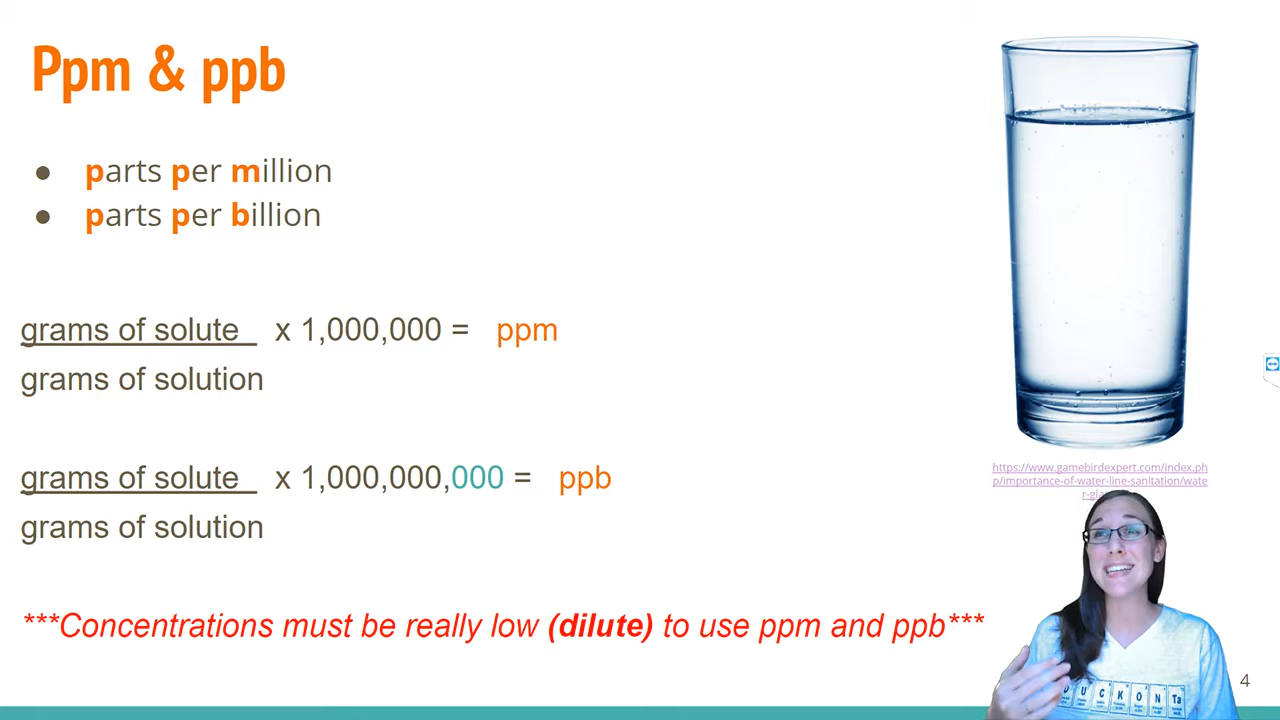 Ppm & ppb
● parts per million
● parts per billion
grams of solute x 1,000,000 = ppm
grams of solution
grams of solute x 1,000,000,000 = ppb
grams of solution
***Concentrations must be really low (dilute) to use ppm and ppb***
https://www.gamebirdexpert.com/index.ph
p/importance-of-water-line-sanitation/wate
D U C K O N Ta
4